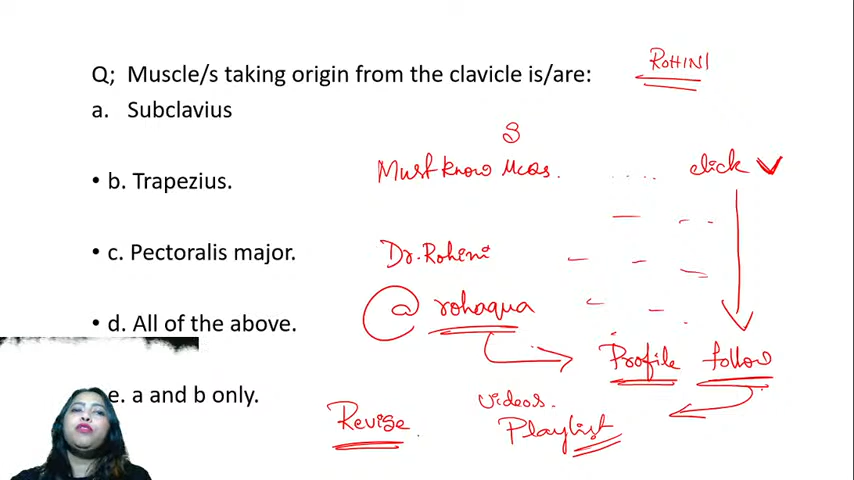 Q; Muscle/s taking origin from the clavicle is/are:
ROHINI
a. Subclavius
S
Must know MCQs. .... click
• b. Trapezius.
• c. Pectoralis major.
Dr. Rohini
@ rohaqua
• d. All of the above.
Profile follow
• e. a and b only.
videos.
Revise.
Playlist